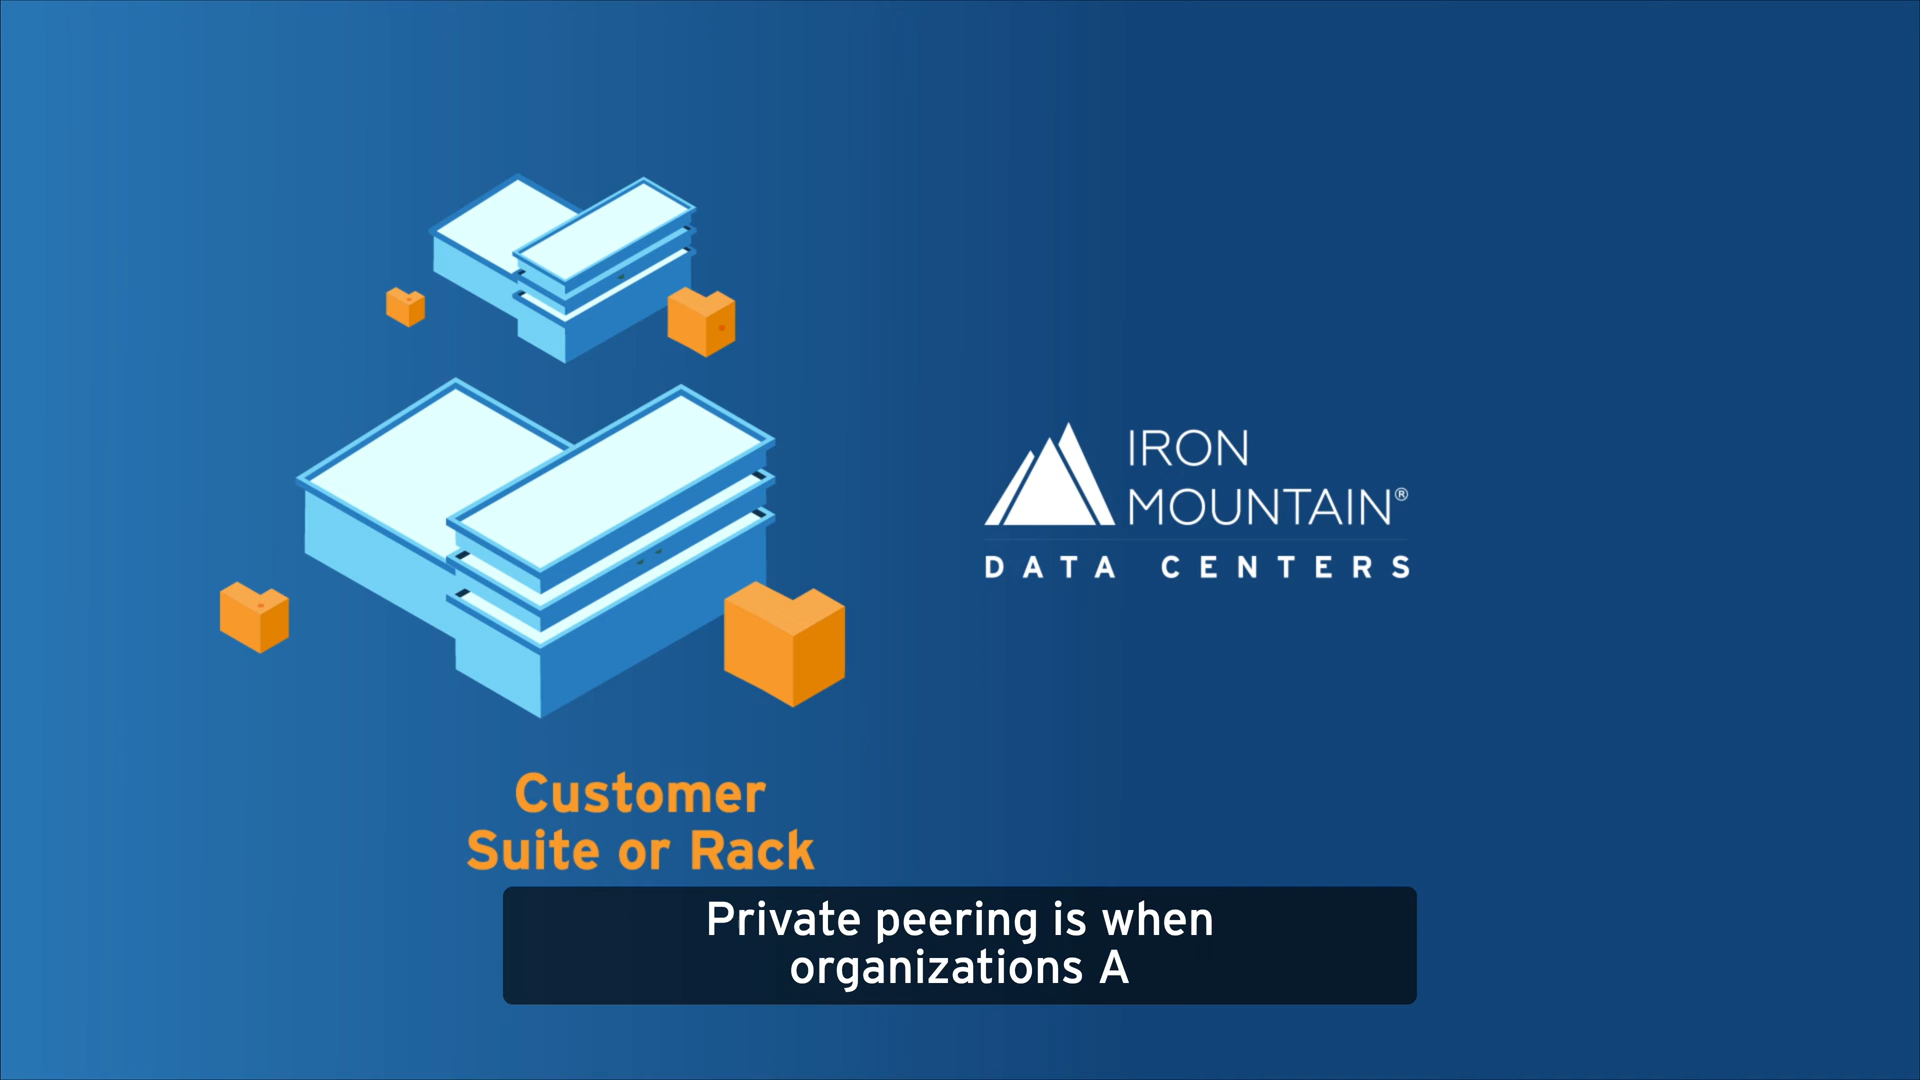 IRON
MOUNTAIN®
DATA CENTERS
Customer
Suite or Rack
Private peering is when
organizations A